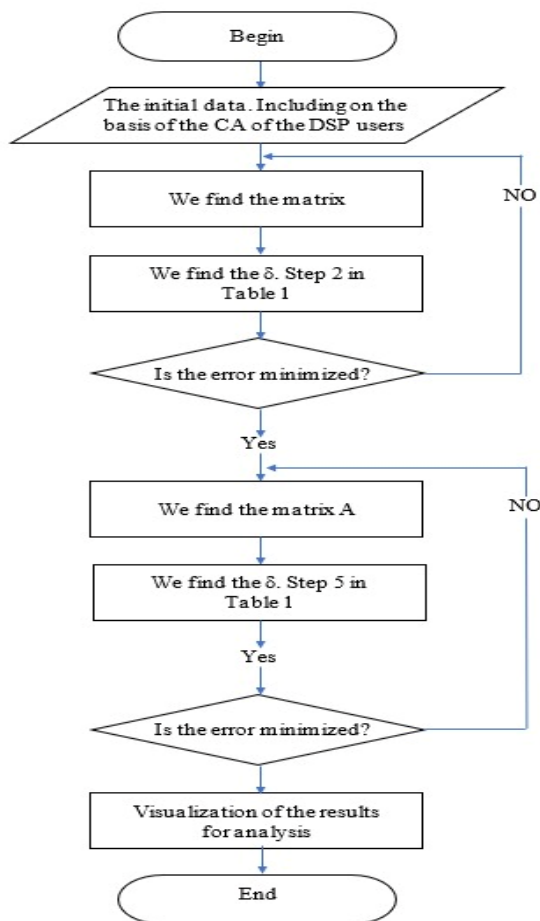 Begin
The initial data. Including on the
basis of the CA of the DSP users
We find the matrix
NO
We find the δ. Step 2 in
Table 1
Is the error minimized?
Yes
We find the matrix A
NO
We find the δ. Step 5 in
Table 1
Yes
Is the error minimized?
Visualization of the results
for analysis
End